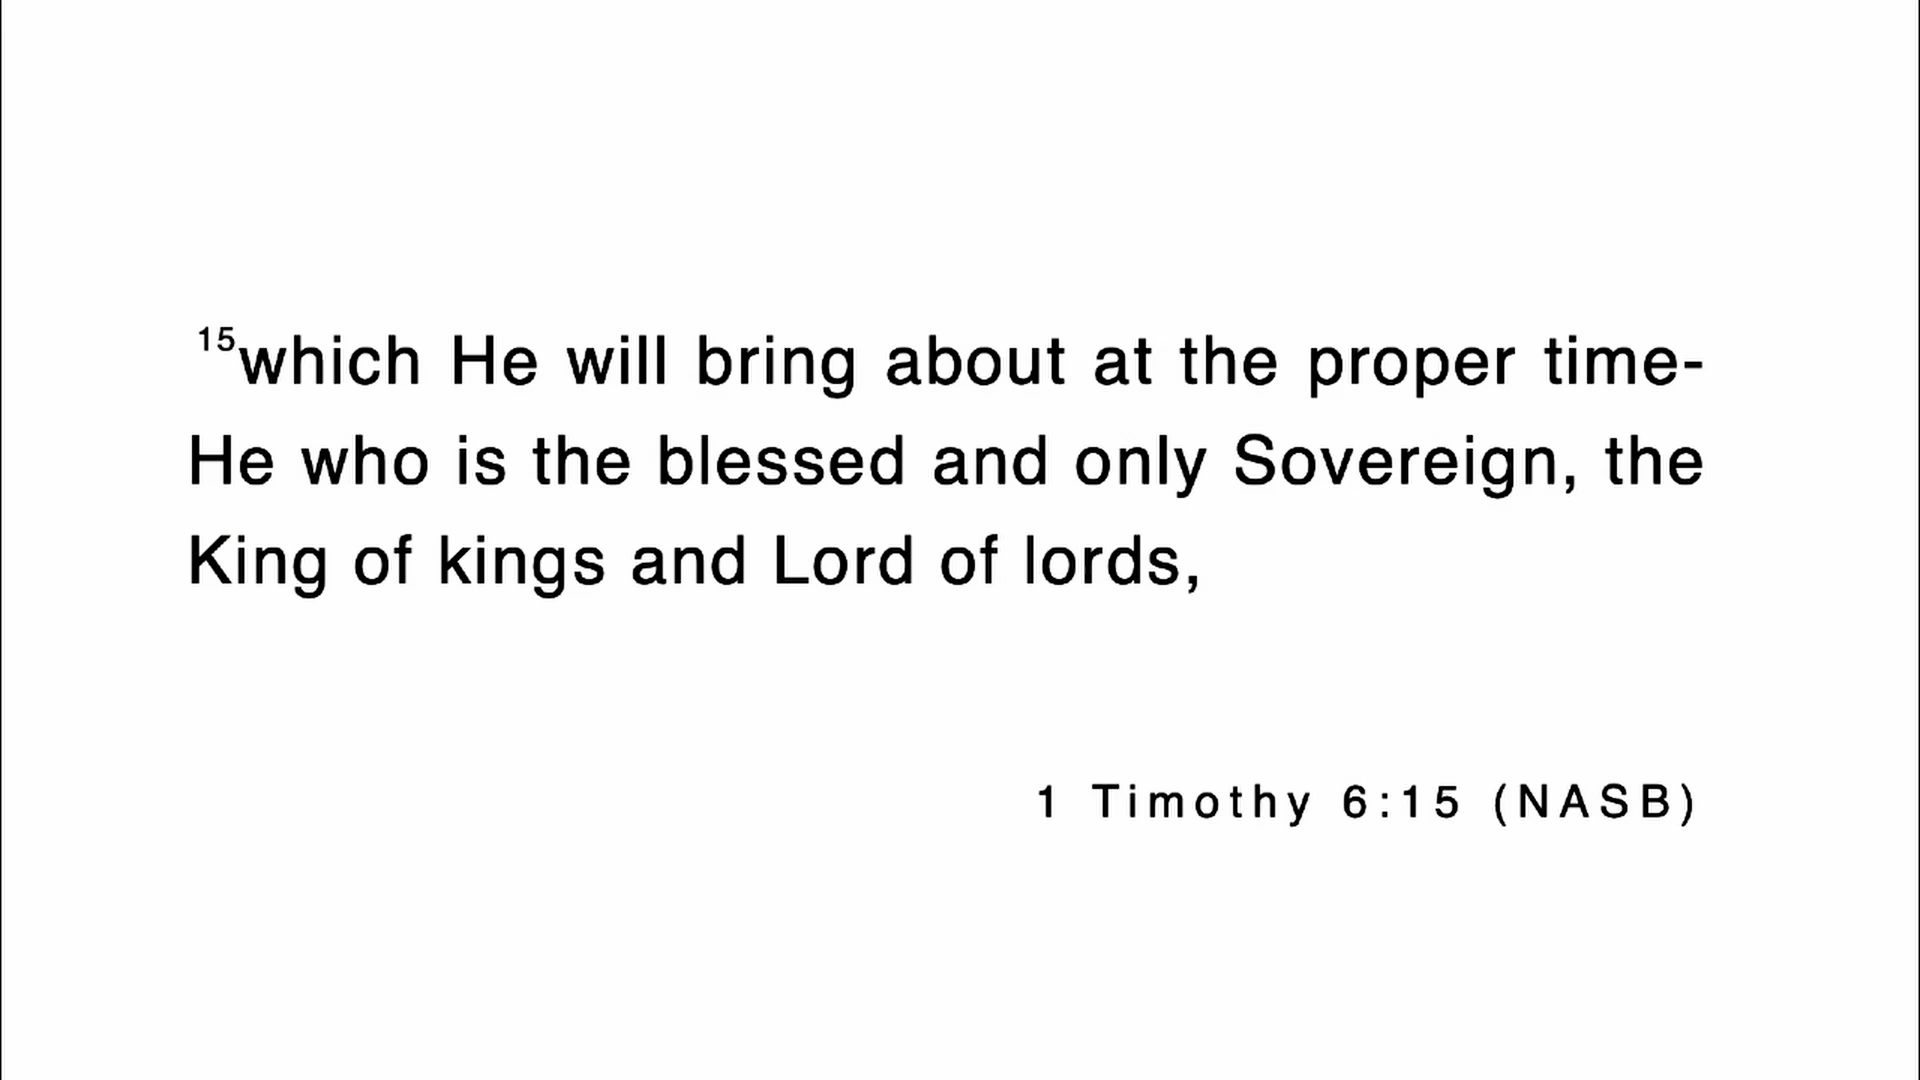 15which He will bring about at the proper time-
He who is the blessed and only Sovereign, the
King of kings and Lord of lords,
1 Timothy 6:15 (NASB)